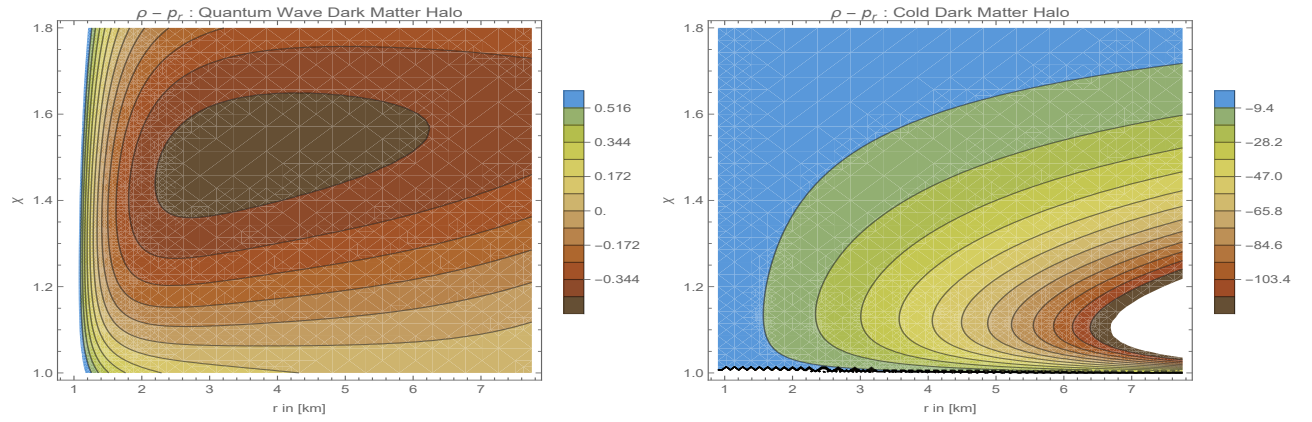 ρ − p_r : Quantum Wave Dark Matter Halo
1.8
1.6
1.4
1.2
1.0
χ
1 2 3 4 5 6 7
r in [km]
0.516
0.344
0.172
0.
−0.172
−0.344
ρ − p_r : Cold Dark Matter Halo
1.8
1.6
1.4
1.2
1.0
χ
1 2 3 4 5 6 7
r in [km]
−9.4
−28.2
−47.0
−65.8
−84.6
−103.4